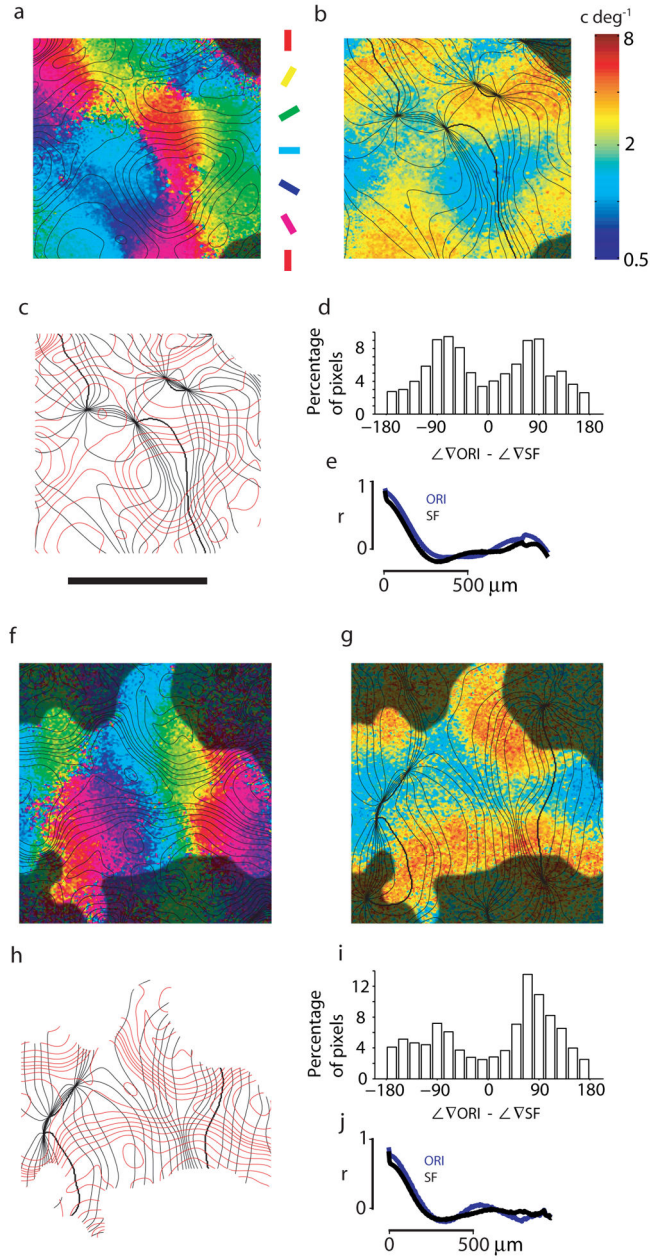 a
b
c deg-1
8
2
0.5
c
d
Percentage
of pixels
8
4
0
−180
−90
0
90
180
∠∇ORI - ∠∇SF
e
1
r
0
ORI
SF
0
500 μm
f
g
h
i
Percentage
of pixels
12
8
4
0
-180
-90
0
90
180
∠∇ORI - ∠∇SF
j
1
r
0
ORI
SF
0
500 μm